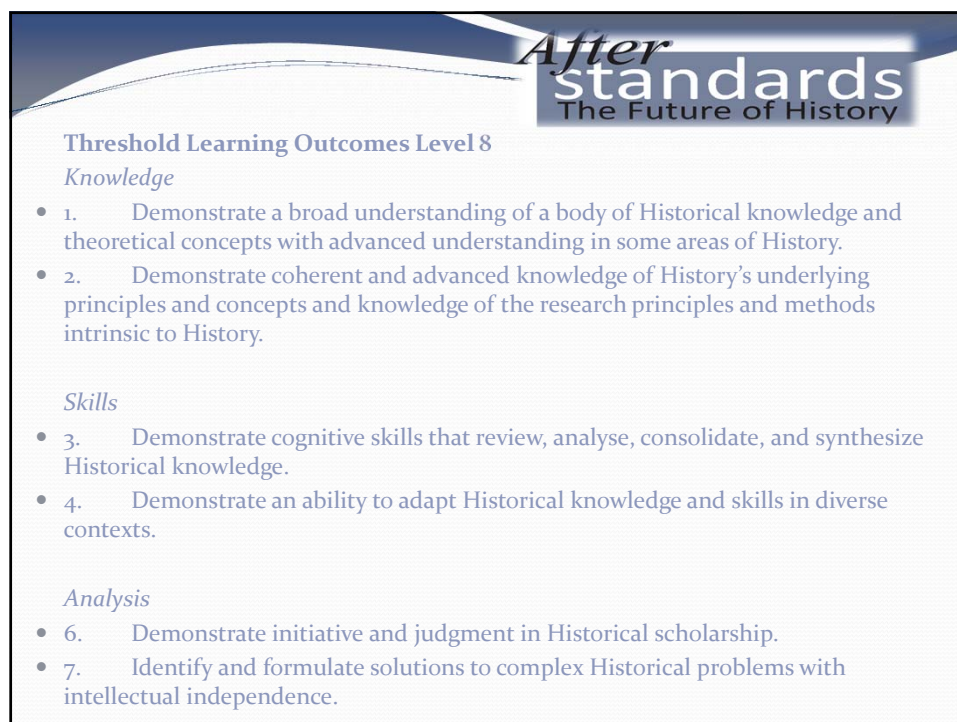 After
standards
The Future of History
Threshold Learning Outcomes Level 8
Knowledge
• 1. Demonstrate a broad understanding of a body of Historical knowledge and
theoretical concepts with advanced understanding in some areas of History.
• 2. Demonstrate coherent and advanced knowledge of History’s underlying
principles and concepts and knowledge of the research principles and methods
intrinsic to History.
Skills
• 3. Demonstrate cognitive skills that review, analyse, consolidate, and synthesize
Historical knowledge.
• 4. Demonstrate an ability to adapt Historical knowledge and skills in diverse
contexts.
Analysis
• 6. Demonstrate initiative and judgment in Historical scholarship.
• 7. Identify and formulate solutions to complex Historical problems with
intellectual independence.